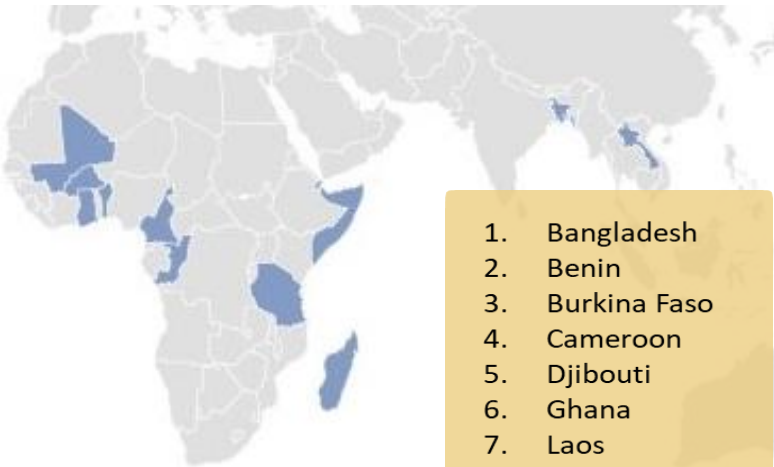 1. Bangladesh
2. Benin
3. Burkina Faso
4. Cameroon
5. Djibouti
6. Ghana
7. Laos